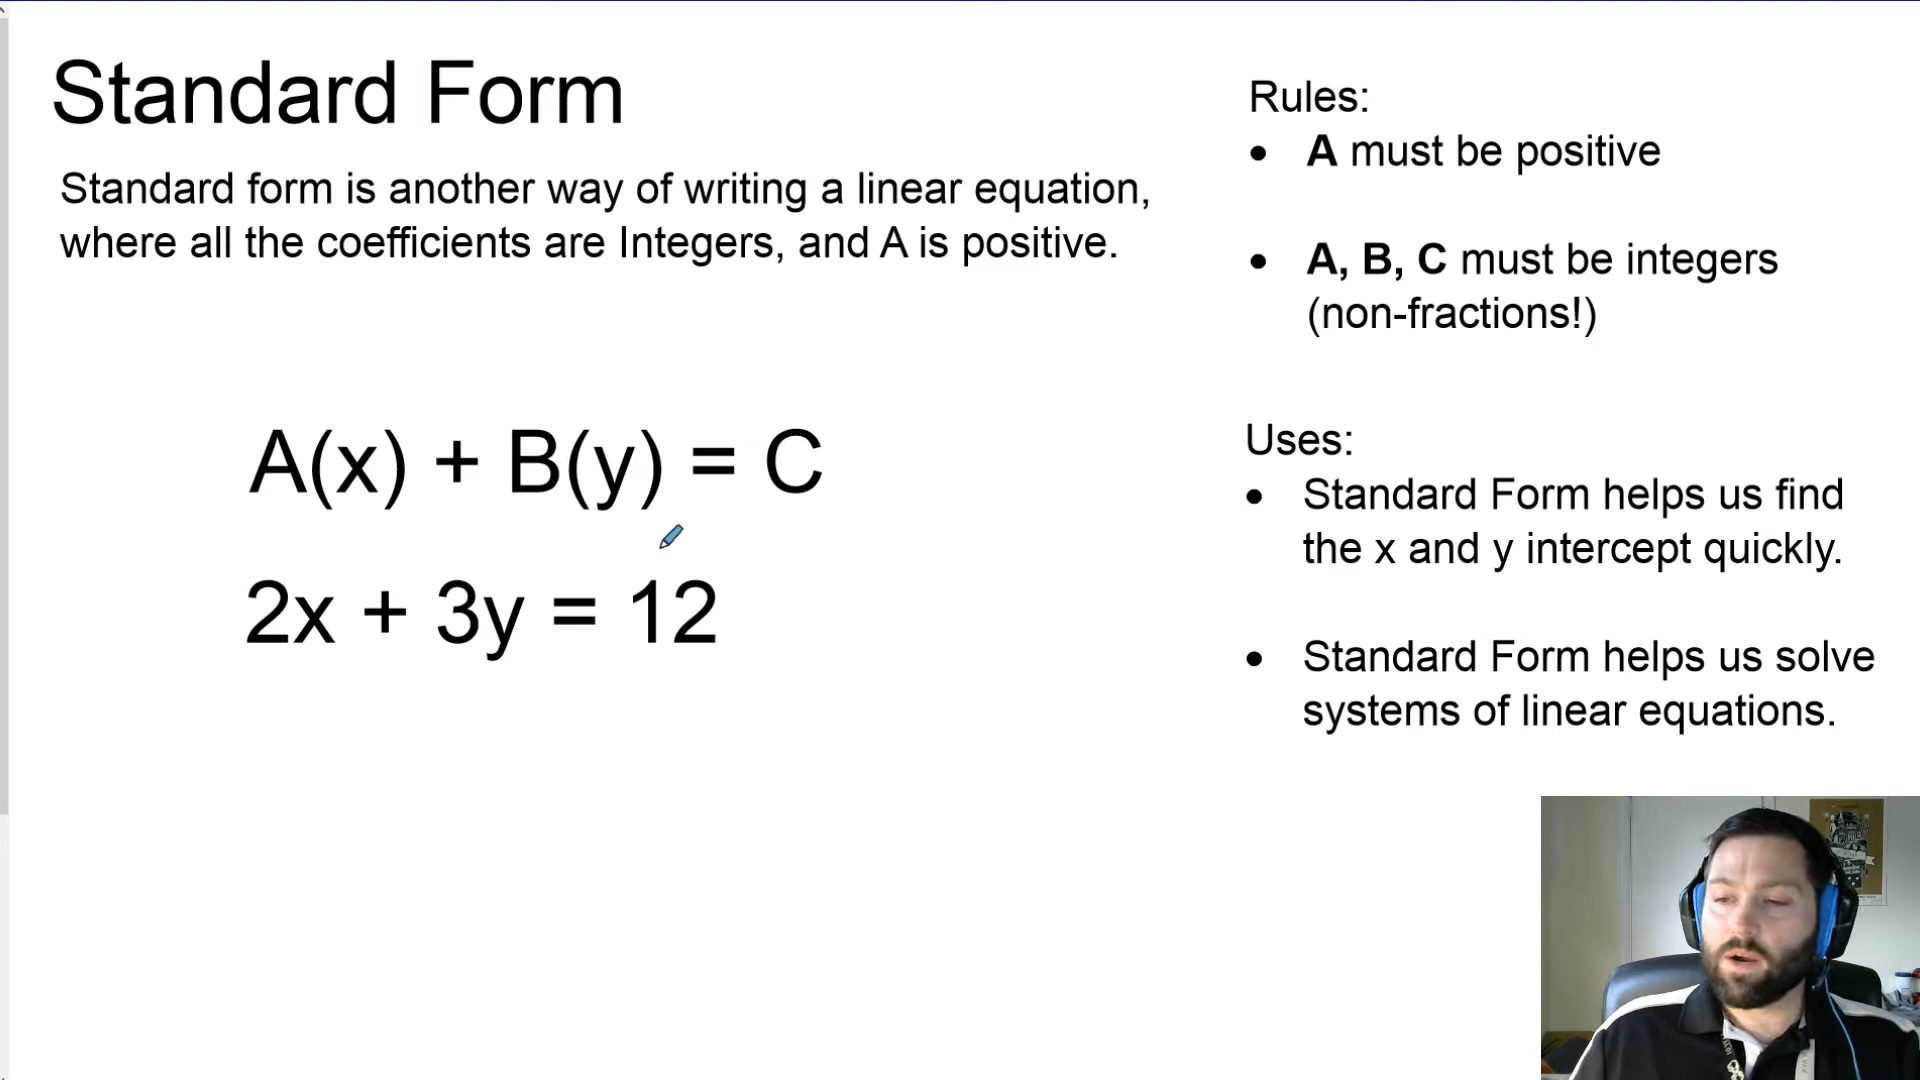 Standard Form
Standard form is another way of writing a linear equation,
where all the coefficients are Integers, and A is positive.
A(x) + B(y) = C
2x + 3y = 12
Rules:
• A must be positive
• A, B, C must be integers
(non-fractions!)
Uses:
• Standard Form helps us find
the x and y intercept quickly.
• Standard Form helps us solve
systems of linear equations.